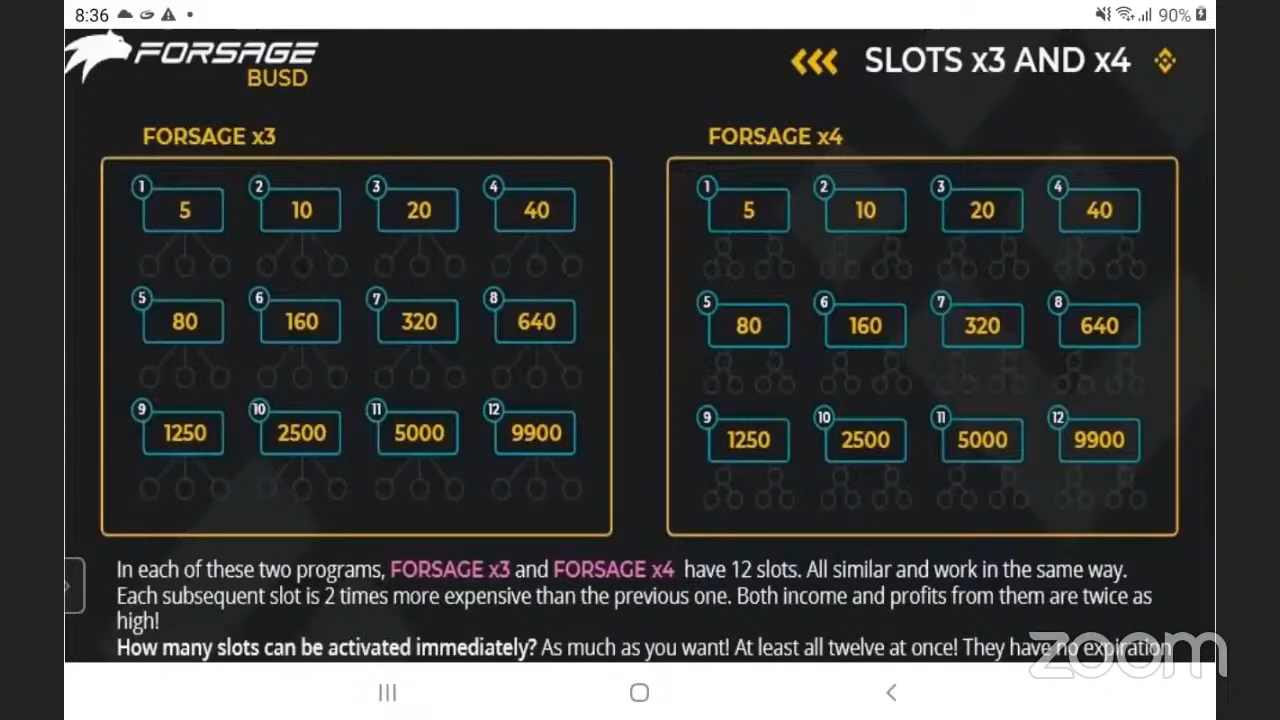 8:36
90%
FORSAGE
BUSD
SLOTS x3 AND x4
FORSAGE x3
1 2 3 4
5 10 20 40
5 6 7 8
80 160 320 640
9 10 11 12
1250 2500 5000 9900
FORSAGE x4
1 2 3 4
5 10 20 40
5 6 7 8
80 160 320 640
9 10 11 12
1250 2500 5000 9900
In each of these two programs, FORSAGE x3 and FORSAGE x4 have 12 slots. All similar and work in the same way.
Each subsequent slot is 2 times more expensive than the previous one. Both income and profits from them are twice as
high!
How many slots can be activated immediately? As much as you want! At least all twelve at once! They have no expiration
zoom